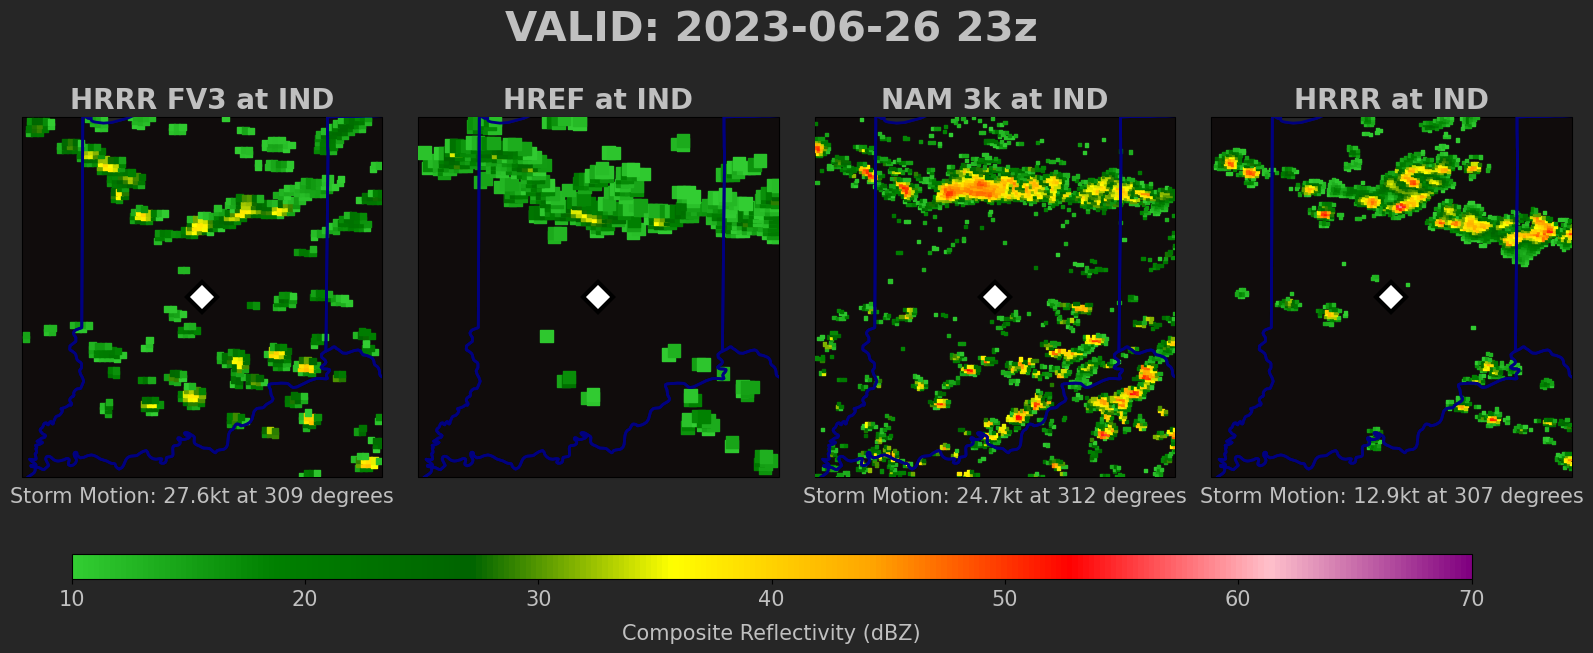 VALID: 2023-06-26 23z
HRRR FV3 at IND
HREF at IND
NAM 3k at IND
HRRR at IND
Storm Motion: 27.6kt at 309 degrees
Storm Motion: 24.7kt at 312 degrees
Storm Motion: 12.9kt at 307 degrees
10 20 30 40 50 60 70
Composite Reflectivity (dBZ)